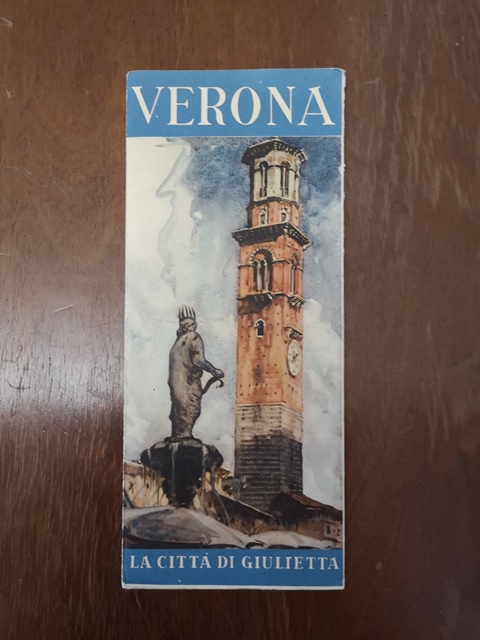 VERONA
LA CITTÀ DI GIULIETTA